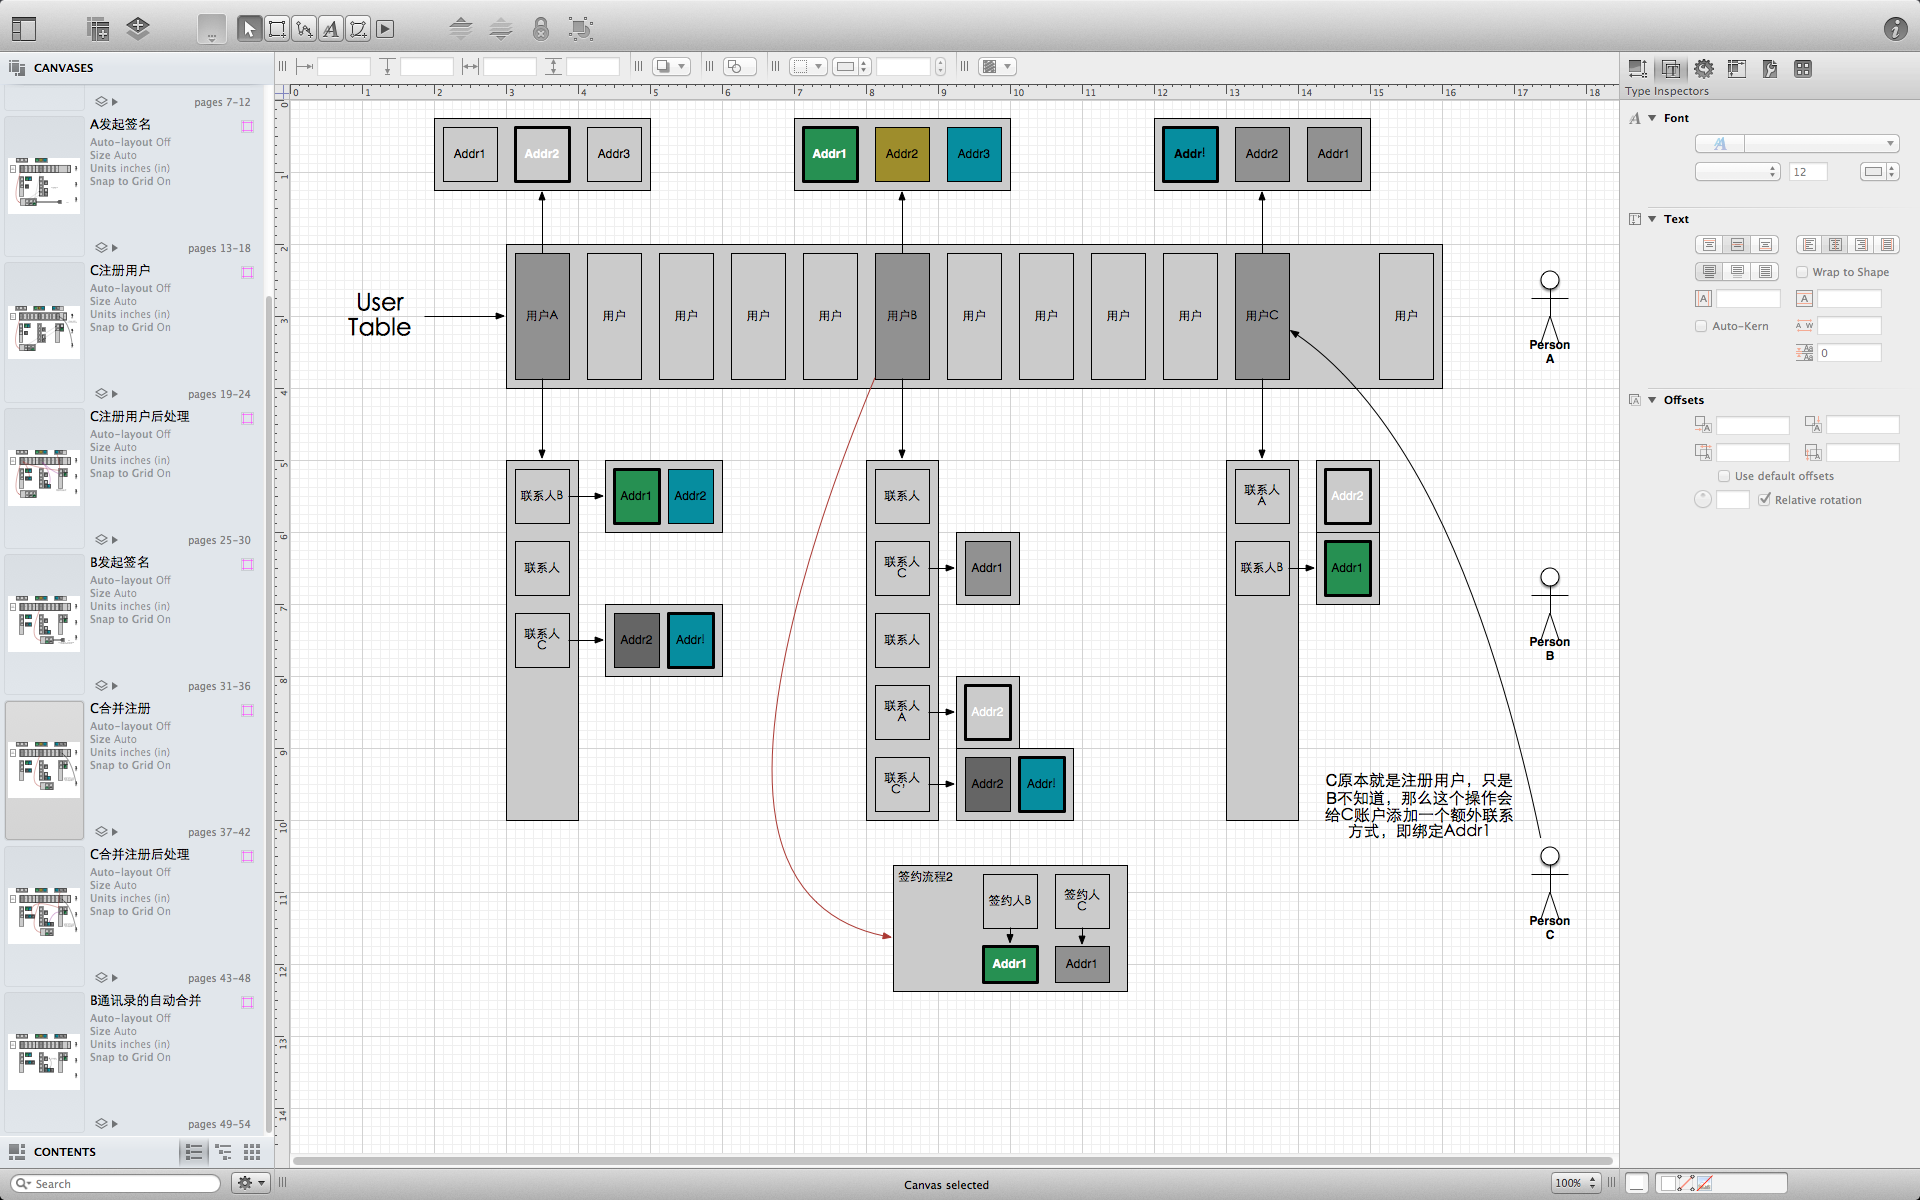 CANVASES
pages 7-12
A发起签名
Auto-layout Off
Size Auto
Units inches (in)
Snap to Grid On
pages 13-18
C注册用户
Auto-layout Off
Size Auto
Units inches (in)
Snap to Grid On
pages 19-24
C注册用户后处理
Auto-layout Off
Size Auto
Units inches (in)
Snap to Grid On
pages 25-30
B发起签名
Auto-layout Off
Size Auto
Units inches (in)
Snap to Grid On
pages 31-36
C合并注册
Auto-layout Off
Size Auto
Units inches (in)
Snap to Grid On
pages 37-42
C合并注册后处理
Auto-layout Off
Size Auto
Units inches (in)
Snap to Grid On
pages 43-48
B通讯录的自动合并
Auto-layout Off
Size Auto
Units inches (in)
Snap to Grid On
pages 49-54
CONTENTS
Search
0 1 2 3 4 5 6 7 8 9 10 11 12 13 14 15 16 17 18
0
1
2
3
4
5
6
7
8
9
10
11
12
13
14
Addr1 Addr2 Addr3
Addr1 Addr2 Addr3
Addr! Addr2 Addr1
User
Table
用户A 用户 用户 用户 用户 用户B 用户 用户 用户 用户 用户C 用户
Person
A
联系人B
Addr1 Addr2
联系人
联系人
C
Addr2 Addr!
联系人
联系人
C
Addr1
联系人
联系人
A
Addr2
联系人
C'
Addr2 Addr!
联系人
A
Addr2
联系人B
Addr1
Person
B
C原本就是注册用户，只是
B不知道，那么这个操作会
给C账户添加一个额外联系
方式，即绑定Addr1
Person
C
签约流程2
签约人B
签约人
C
Addr1 Addr1
Canvas selected
100%
Type Inspectors
Font
12
Text
Wrap to Shape
Auto-Kern
0
Offsets
Use default offsets
Relative rotation